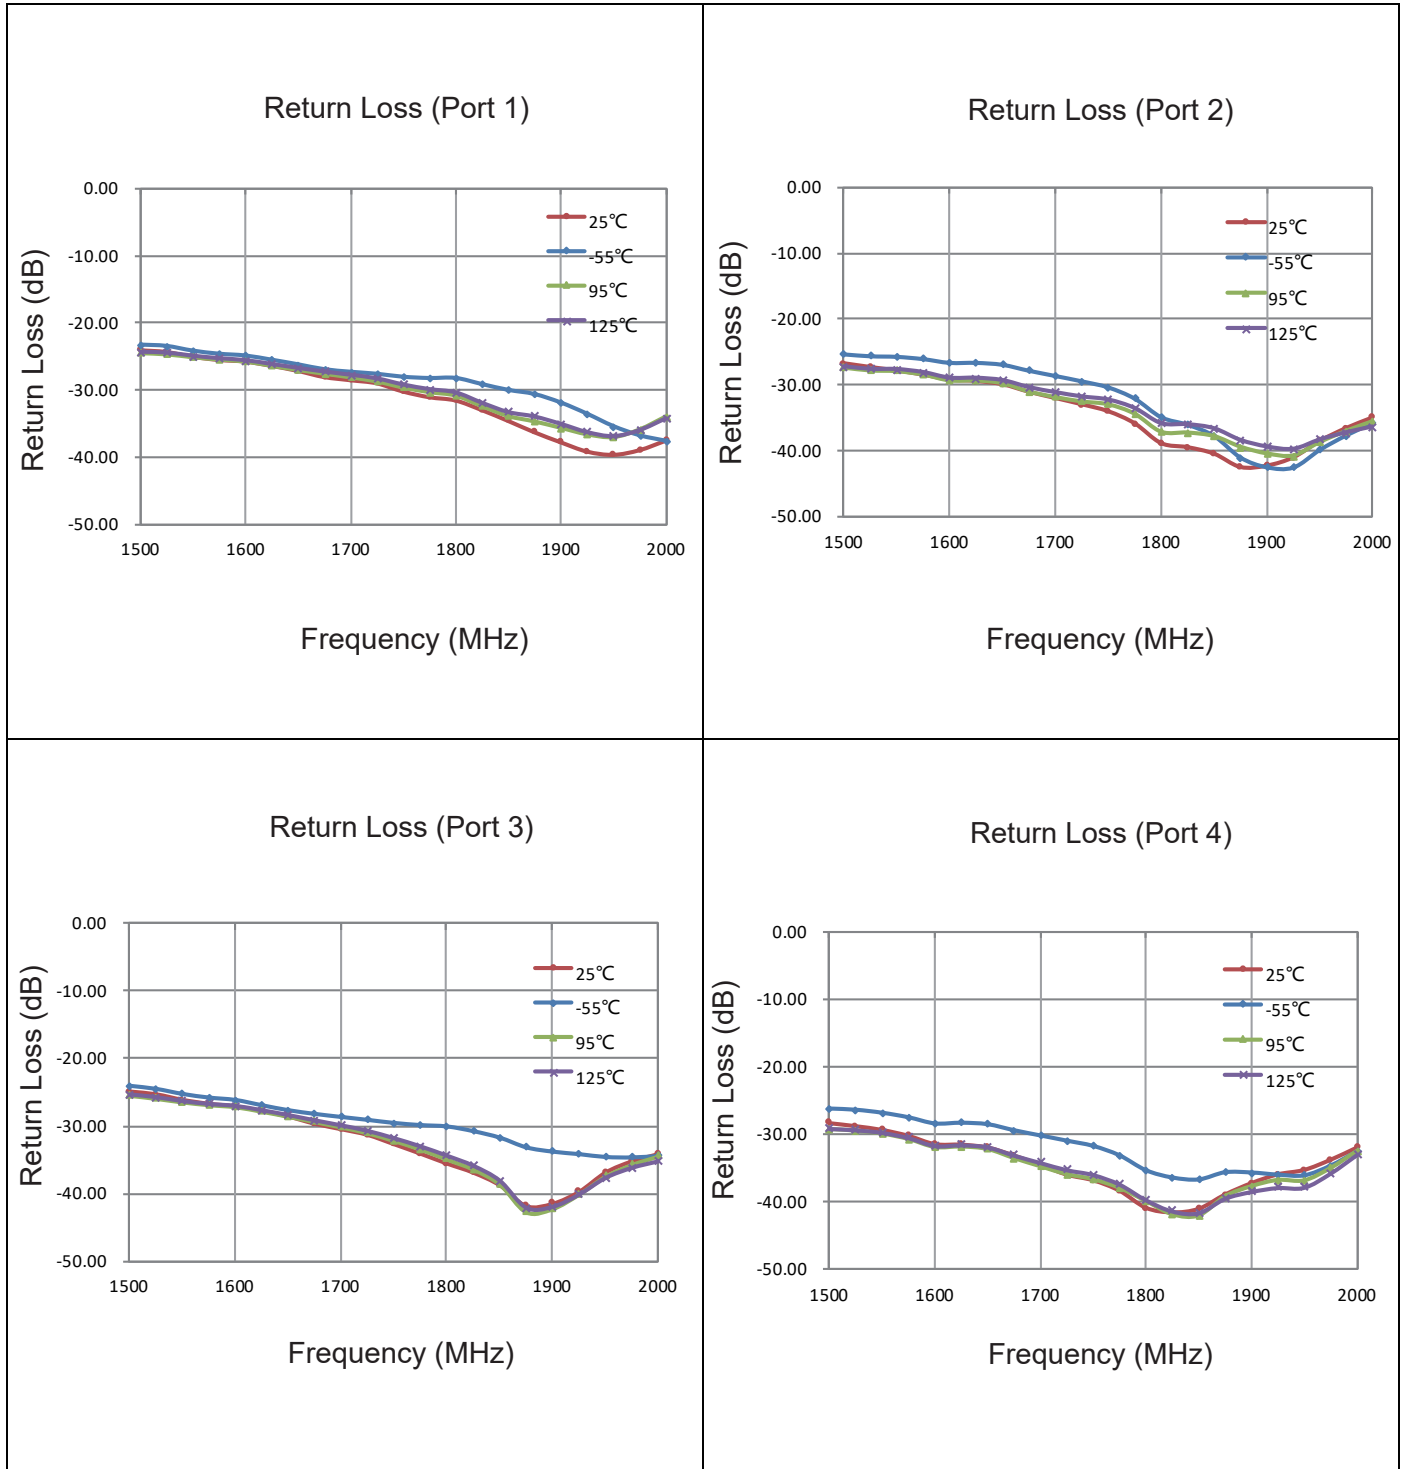 Return Loss (Port 1)
0.00
-10.00
-20.00
-30.00
-40.00
-50.00
Return Loss (dB)
25℃
-55℃
95℃
125℃
1500 1600 1700 1800 1900 2000
Frequency (MHz)
Return Loss (Port 2)
0.00
-10.00
-20.00
-30.00
-40.00
-50.00
Return Loss (dB)
25℃
-55℃
95℃
125℃
1500 1600 1700 1800 1900 2000
Frequency (MHz)
Return Loss (Port 3)
0.00
-10.00
-20.00
-30.00
-40.00
-50.00
Return Loss (dB)
25℃
-55℃
95℃
125℃
1500 1600 1700 1800 1900 2000
Frequency (MHz)
Return Loss (Port 4)
0.00
-10.00
-20.00
-30.00
-40.00
-50.00
Return Loss (dB)
25℃
-55℃
95℃
125℃
1500 1600 1700 1800 1900 2000
Frequency (MHz)